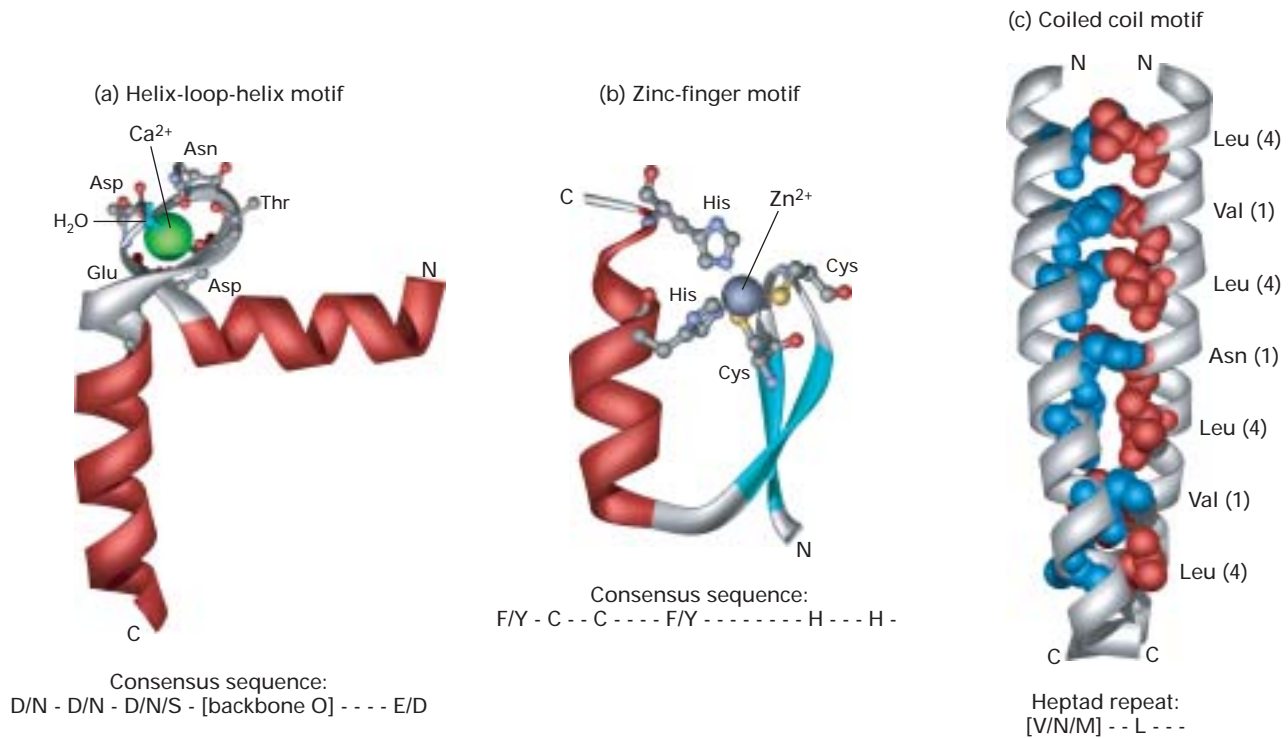 (a) Helix-loop-helix motif
Ca²⁺
Asn
Asp
H₂O
Thr
Glu
Asp
N
C
Consensus sequence:
D/N - D/N - D/N/S - [backbone O] - - - - E/D
(b) Zinc-finger motif
C
His
Zn²⁺
Cys
His
Cys
N
Consensus sequence:
F/Y - C - - C - - - - F/Y - - - - - - - - H - - - H -
(c) Coiled coil motif
N N
Leu (4)
Val (1)
Leu (4)
Asn (1)
Leu (4)
Val (1)
Leu (4)
C C
Heptad repeat:
[V/N/M] - - L - - -